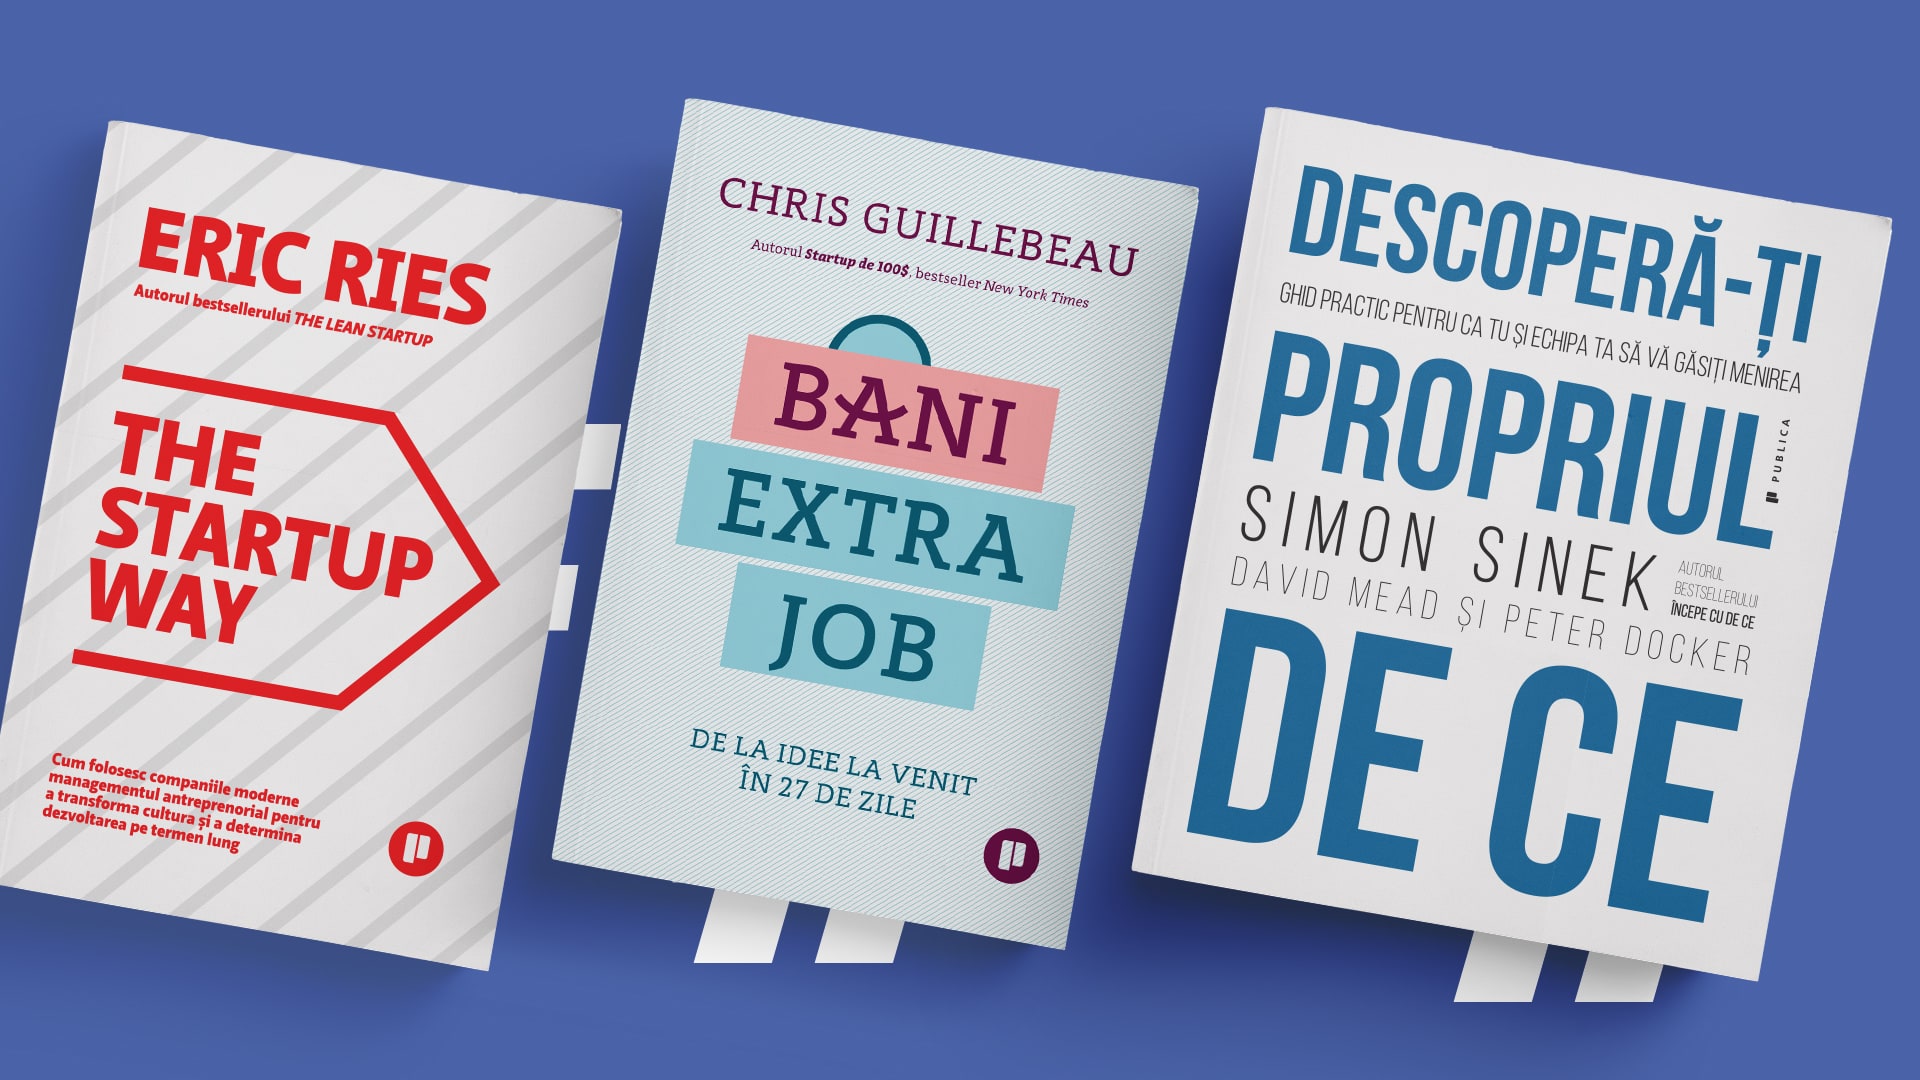 ERIC RIES
Autorul bestsellerului THE LEAN STARTUP
THE
STARTUP
WAY
Cum folosesc companiile moderne
managementul antreprenorial pentru
a transforma cultura și a determina
dezvoltarea pe termen lung
CHRIS GUILLEBEAU
Autorul Startup de 100$, bestseller New York Times
BANI
EXTRA
JOB
DE LA IDEE LA VENIT
ÎN 27 DE ZILE
DESCOPERĂ-ȚI
GHID PRACTIC PENTRU CA TU ȘI ECHIPA TA SĂ VĂ GĂSIȚI MENIREA
PROPRIUL
PUBLICA
SIMON SINEK
DAVID MEAD ȘI PETER DOCKER
AUTORUL
BESTSELLERULUI
ÎNCEPE CU DE CE
DE CE